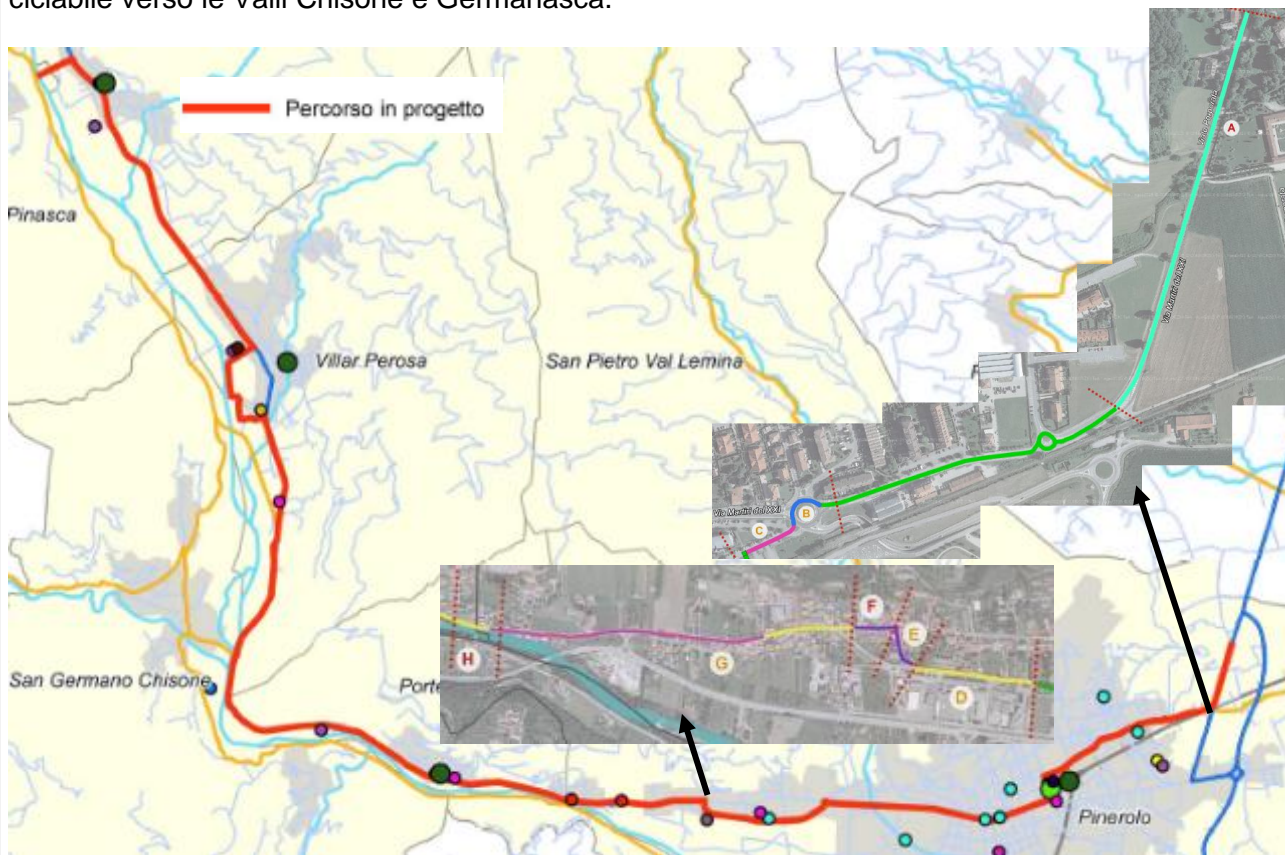 ciclabile verso le Valli Chisone e Germanasca.
Percorso in progetto
A
Via Martiri del XXI
Pinasca
Villar Perosa
San Pietro Val Lemina
Via Martiri del XXI
B
C
F
E
H
G
D
San Germano Chisone
Porte
Pinerolo